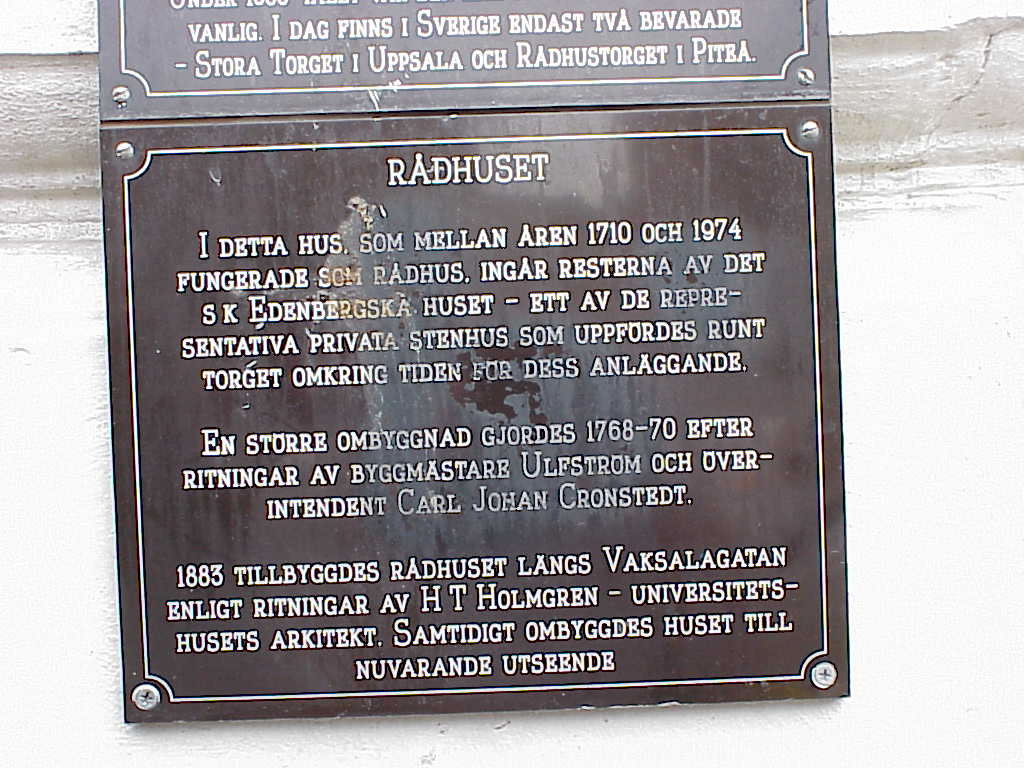 VANLIG. I DAG FINNS I SVERIGE ENDAST TVÅ BEVARADE
- STORA TORGET I UPPSALA OCH RÅDHUSTORGET I PITEÅ.
RÅDHUSET
I DETTA HUS, SOM MELLAN ÅREN 1710 OCH 1974
FUNGERADE SOM RÅDHUS, INGÅR RESTERNA AV DET
S K EDENBERGSKA HUSET - ETT AV DE REPRE-
SENTATIVA PRIVATA STENHUS SOM UPPFÖRDES RUNT
TORGET OMKRING TIDEN FÖR DESS ANLÄGGANDE.
EN STÖRRE OMBYGGNAD GJORDES 1768-70 EFTER
RITNINGAR AV BYGGMÄSTARE ULFSTRÖM OCH ÖVER-
INTENDENT CARL JOHAN CRONSTEDT.
1883 TILLBYGGDES RÅDHUSET LÄNGS VAKSALAGATAN
ENLIGT RITNINGAR AV H T HOLMGREN - UNIVERSITETS-
HUSETS ARKITEKT. SAMTIDIGT OMBYGGDES HUSET TILL
NUVARANDE UTSEENDE